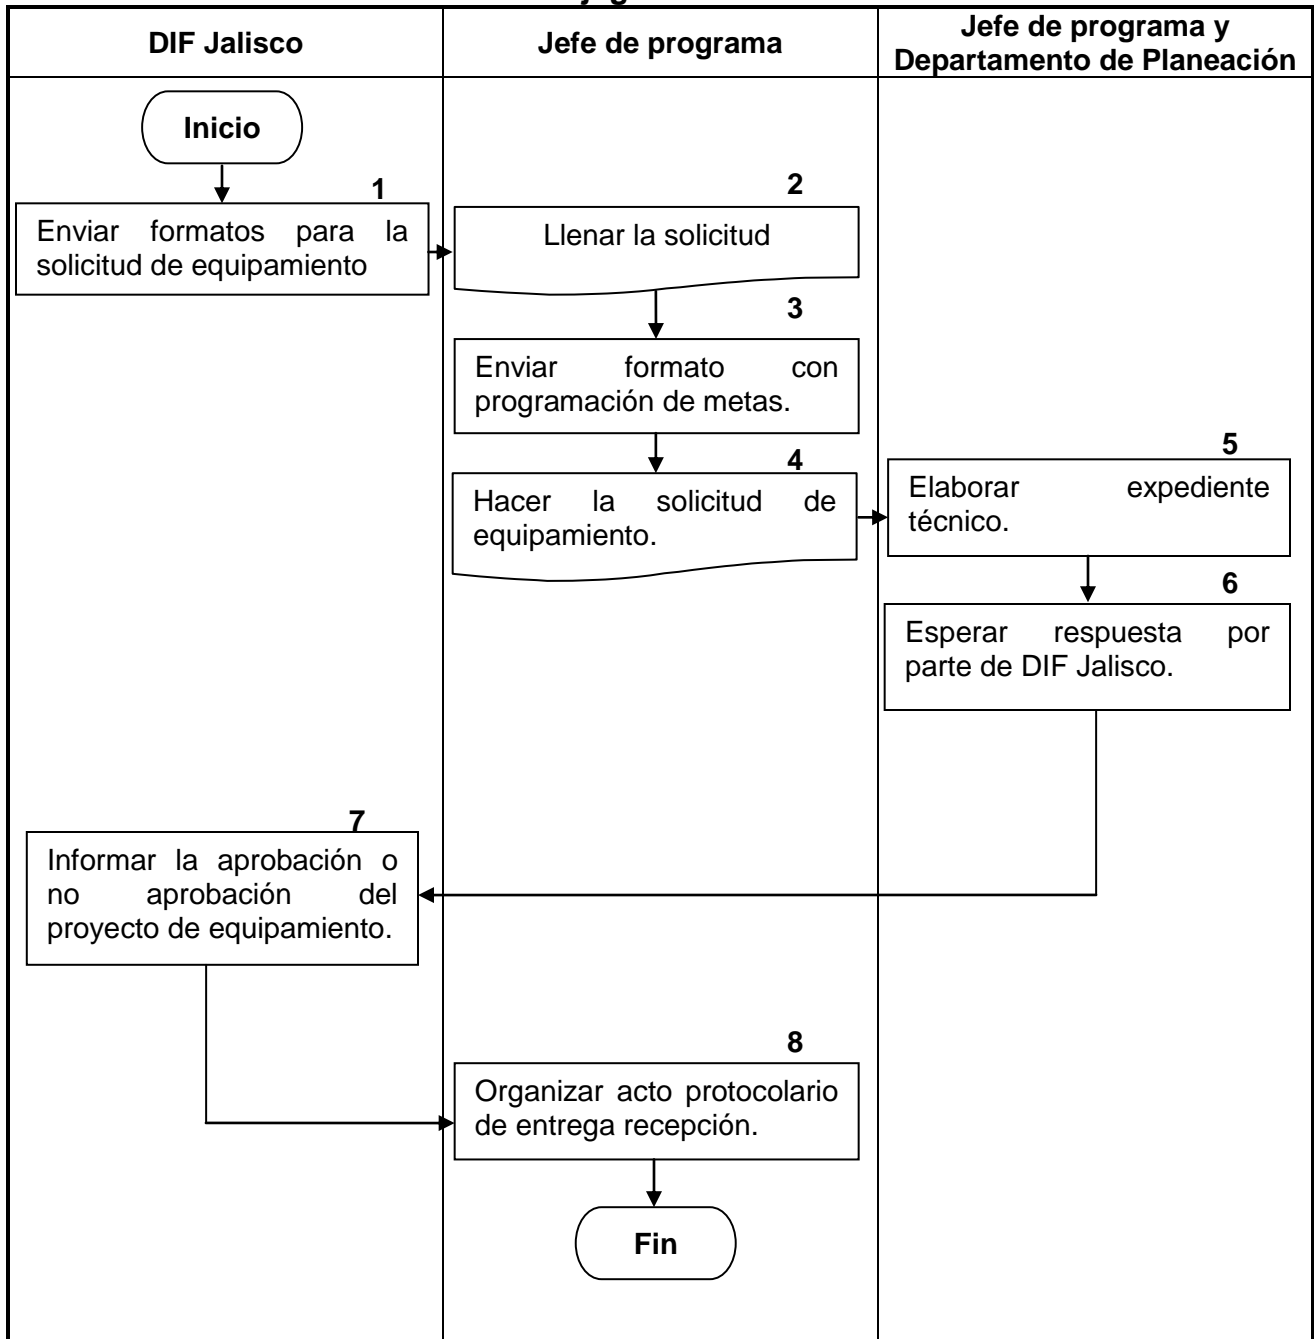 DIF Jalisco
Jefe de programa
Jefe de programa y
Departamento de Planeación
Inicio
1
Enviar formatos para la
solicitud de equipamiento
2
Llenar la solicitud
3
Enviar formato con
programación de metas.
4
Hacer la solicitud de
equipamiento.
5
Elaborar expediente
técnico.
6
Esperar respuesta por
parte de DIF Jalisco.
7
Informar la aprobación o
no aprobación del
proyecto de equipamiento.
8
Organizar acto protocolario
de entrega recepción.
Fin